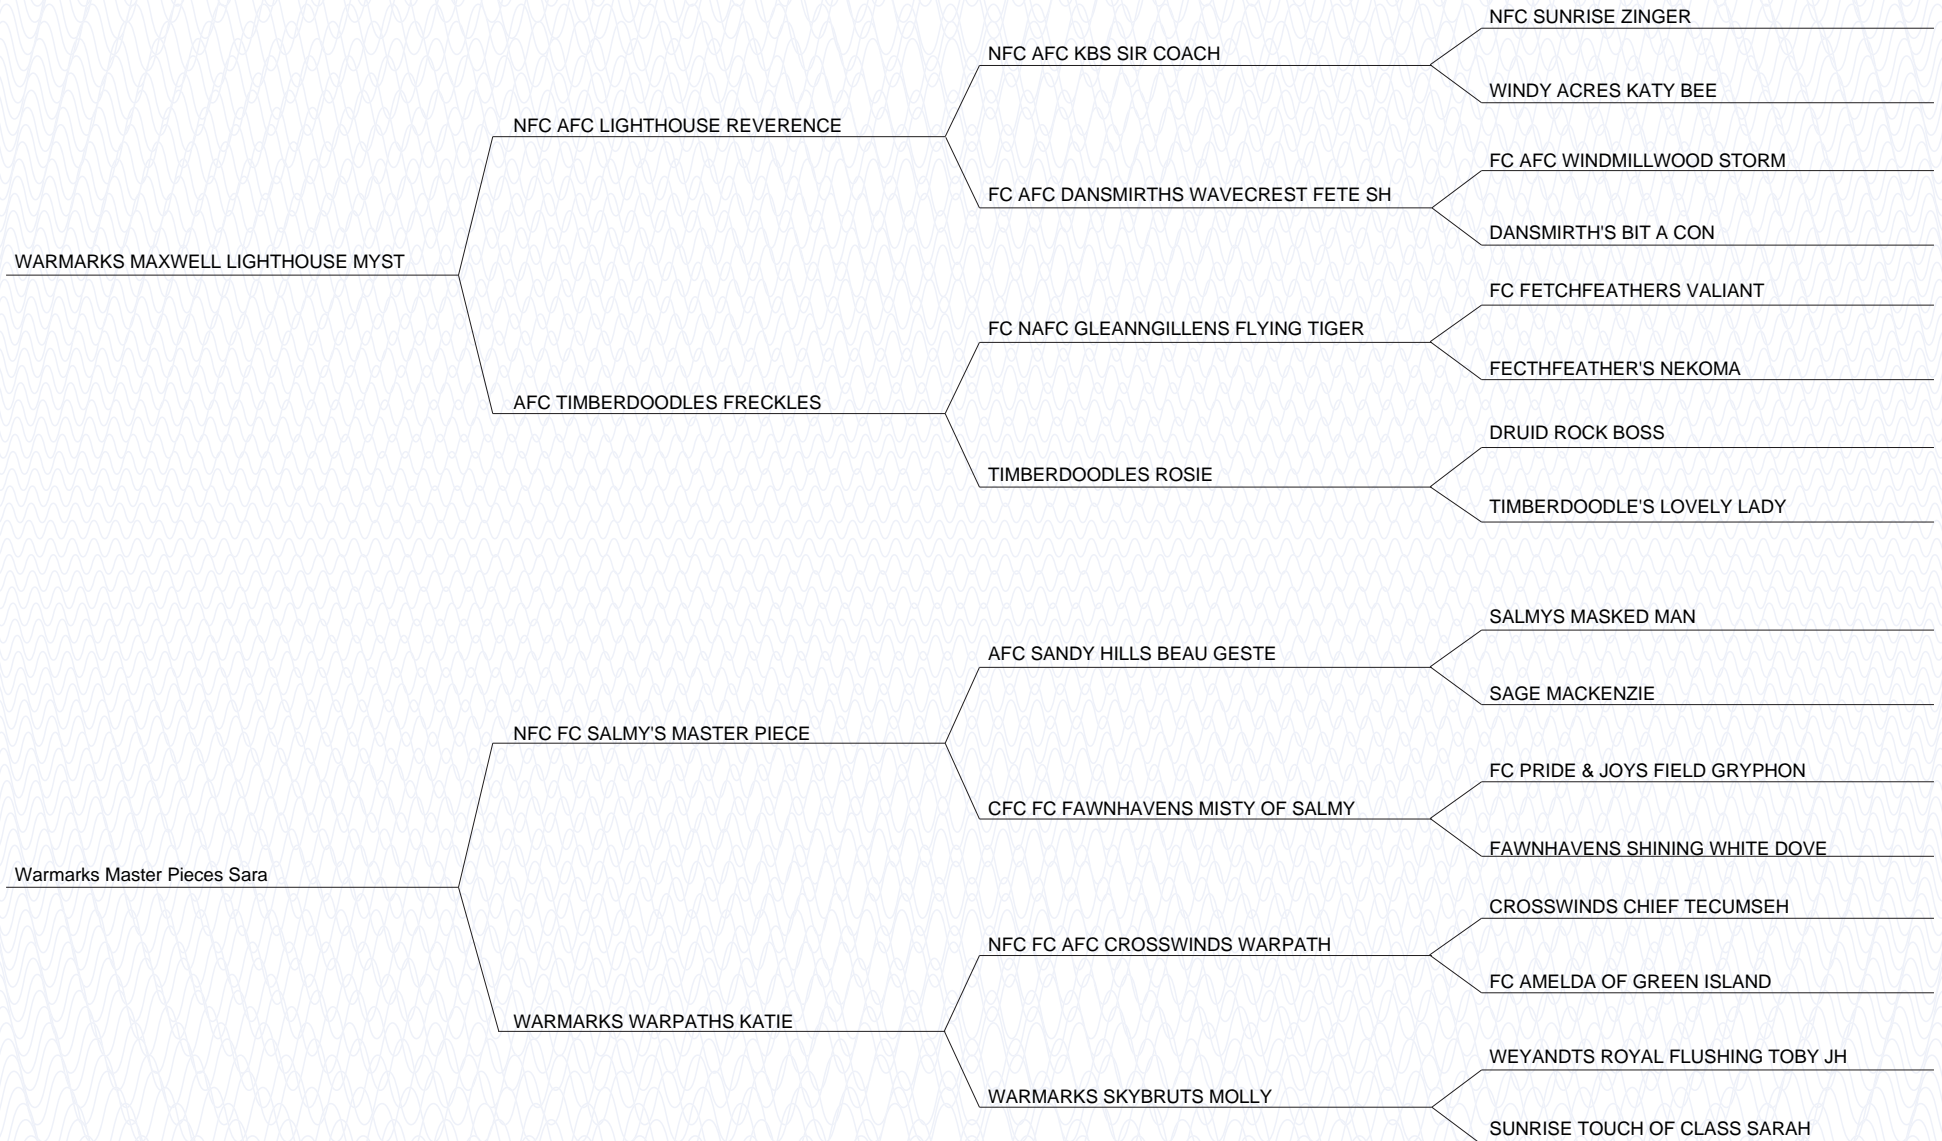 NFC SUNRISE ZINGER
NFC AFC KBS SIR COACH
WINDY ACRES KATY BEE
NFC AFC LIGHTHOUSE REVERENCE
FC AFC WINDMILLWOOD STORM
FC AFC DANSMIRTHS WAVECREST FETE SH
DANSMIRTH'S BIT A CON
WARMARKS MAXWELL LIGHTHOUSE MYST
FC FETCHFEATHERS VALIANT
FC NAFC GLEANNGILLENS FLYING TIGER
FECTHFEATHER'S NEKOMA
AFC TIMBERDOODLES FRECKLES
DRUID ROCK BOSS
TIMBERDOODLES ROSIE
TIMBERDOODLE'S LOVELY LADY
SALMYS MASKED MAN
AFC SANDY HILLS BEAU GESTE
SAGE MACKENZIE
NFC FC SALMY'S MASTER PIECE
FC PRIDE & JOYS FIELD GRYPHON
CFC FC FAWNHAVENS MISTY OF SALMY
FAWNHAVENS SHINING WHITE DOVE
Warmarks Master Pieces Sara
CROSSWINDS CHIEF TECUMSEH
NFC FC AFC CROSSWINDS WARPATH
FC AMELDA OF GREEN ISLAND
WARMARKS WARPATHS KATIE
WEYANDTS ROYAL FLUSHING TOBY JH
WARMARKS SKYBRUTS MOLLY
SUNRISE TOUCH OF CLASS SARAH